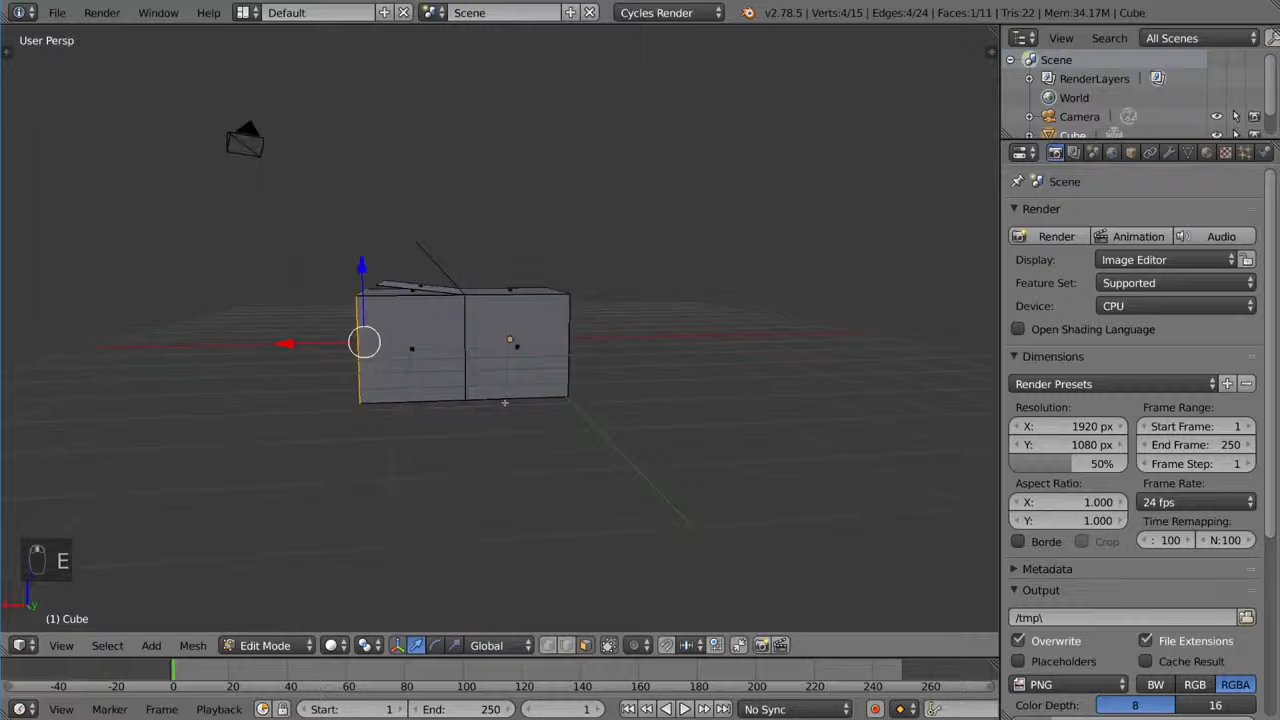 File Render Window Help Default Scene Cycles Render v2.78.5 | Verts:4/15 | Edges:4/24 | Faces:1/11 | Tris:22 | Mem:34.17M | Cube
User Persp
View Search All Scenes
Scene
RenderLayers
World
Camera
Cube
Scene
Render
Render Animation Audio
Display: Image Editor
Feature Set: Supported
Device: CPU
Open Shading Language
Dimensions
Render Presets
Resolution: Frame Range:
X: 1920 px Start Frame: 1
Y: 1080 px End Frame: 250
50% Frame Step: 1
Aspect Ratio: Frame Rate:
X: 1.000 24 fps
Y: 1.000 Time Remapping:
Borde Crop : 100 N:100
Metadata
Output
/tmp\
Overwrite File Extensions
Placeholders Cache Result
PNG BW RGB RGBA
Color Depth: 8 16
E
y
(1) Cube
View Select Add Mesh Edit Mode Global
-40 -20 0 20 40 60 80 100 120 140 160 180 200 220 240 260
View Marker Frame Playback Start: 1 End: 250 1 No Sync